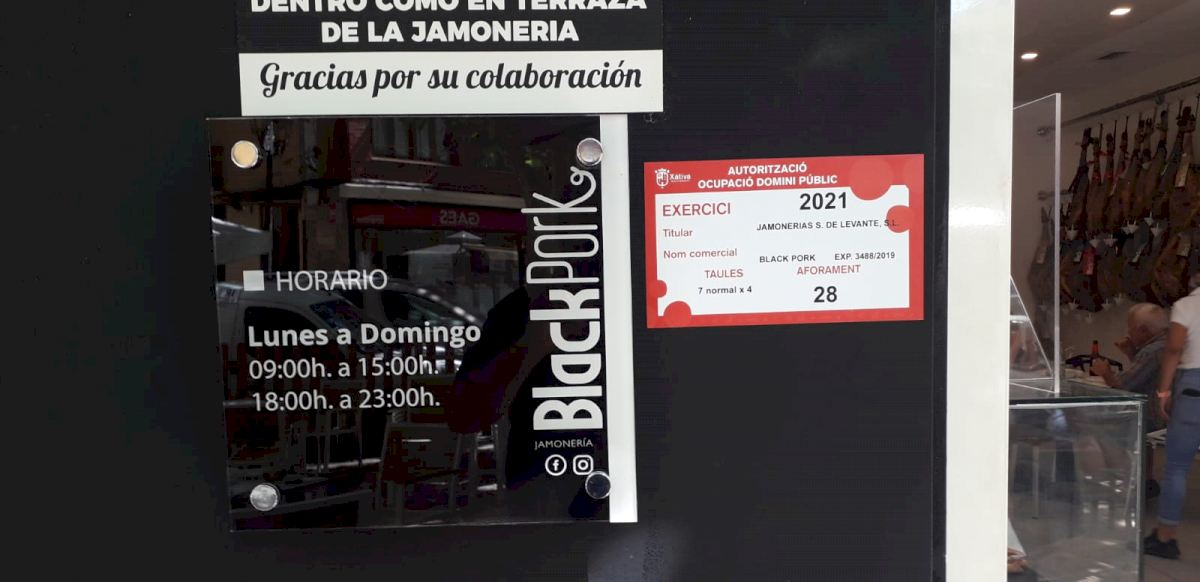 DENTRO COMO EN TERRAZA
DE LA JAMONERIA
Gracias por su colaboración
HORARIO
Lunes a Domingo
09:00h. a 15:00h.
18:00h. a 23:00h.
BlackPork
JAMONERÍA
GAES
Xàtiva
AUTORITZACIÓ
OCUPACIÓ DOMINI PÚBLIC
EXERCICI 2021
Titular JAMONERIAS S. DE LEVANTE, S.L.
Nom comercial BLACK PORK EXP. 3488/2019
TAULES AFORAMENT
7 normal x 4 28